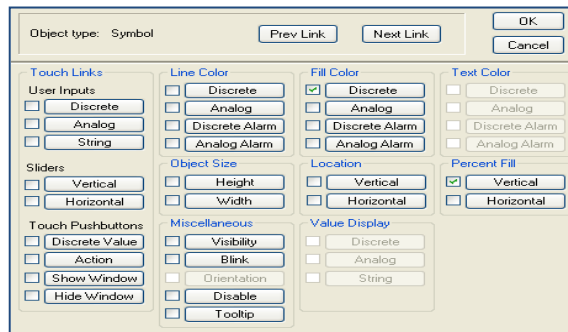 Object type: Symbol
Prev Link
Next Link
OK
Cancel
Touch Links
User Inputs
Discrete
Analog
String
Sliders
Vertical
Horizontal
Touch Pushbuttons
Discrete Value
Action
Show Window
Hide Window
Line Color
Discrete
Analog
Discrete Alarm
Analog Alarm
Object Size
Height
Width
Miscellaneous
Visibility
Blink
Orientation
Disable
Tooltip
Fill Color
Discrete
Analog
Discrete Alarm
Analog Alarm
Location
Vertical
Horizontal
Value Display
Discrete
Analog
String
Text Color
Discrete
Analog
Discrete Alarm
Analog Alarm
Percent Fill
Vertical
Horizontal